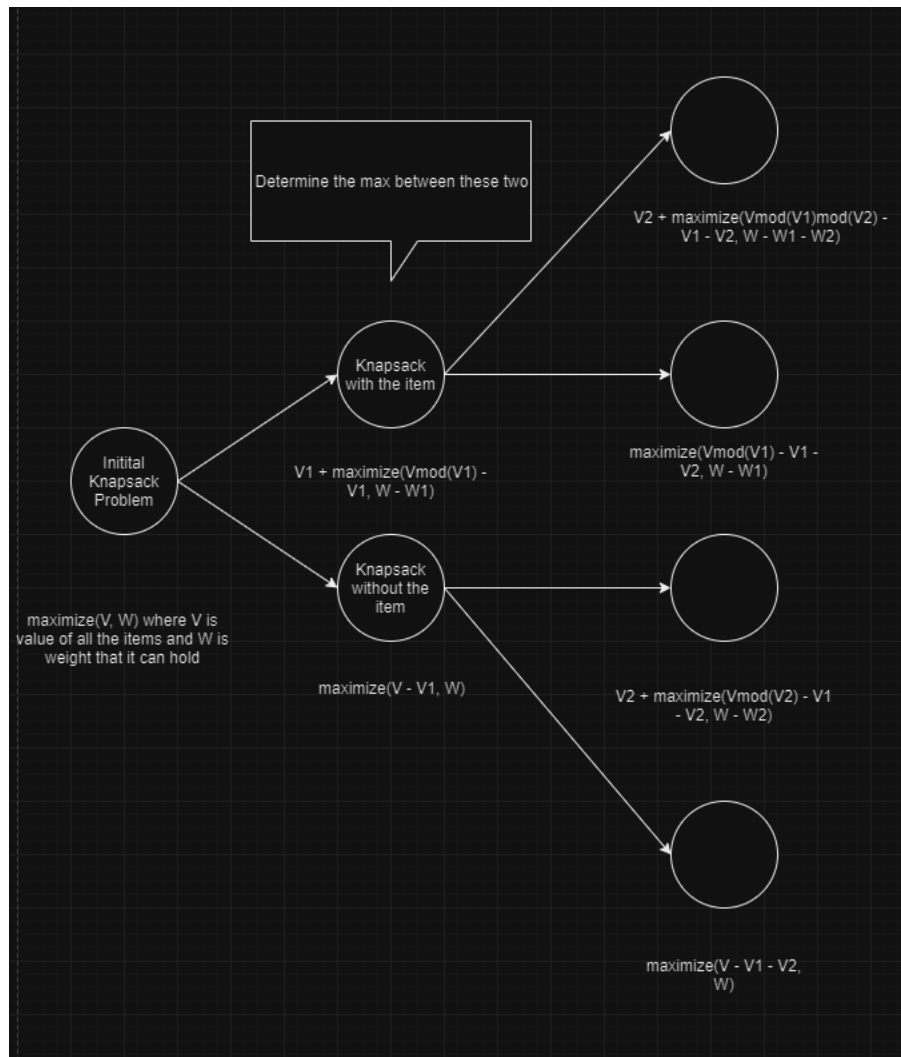 Determine the max between these two
V2 + maximize(Vmod(V1)mod(V2) -
V1 - V2, W - W1 - W2)
Knapsack
with the item
maximize(Vmod(V1) - V1 -
V2, W - W1)
Initital
Knapsack
Problem
V1 + maximize(Vmod(V1) -
V1, W - W1)
Knapsack
without the
item
maximize(V, W) where V is
value of all the items and W is
weight that it can hold
maximize(V - V1, W)
V2 + maximize(Vmod(V2) - V1
- V2, W - W2)
maximize(V - V1 - V2,
W)